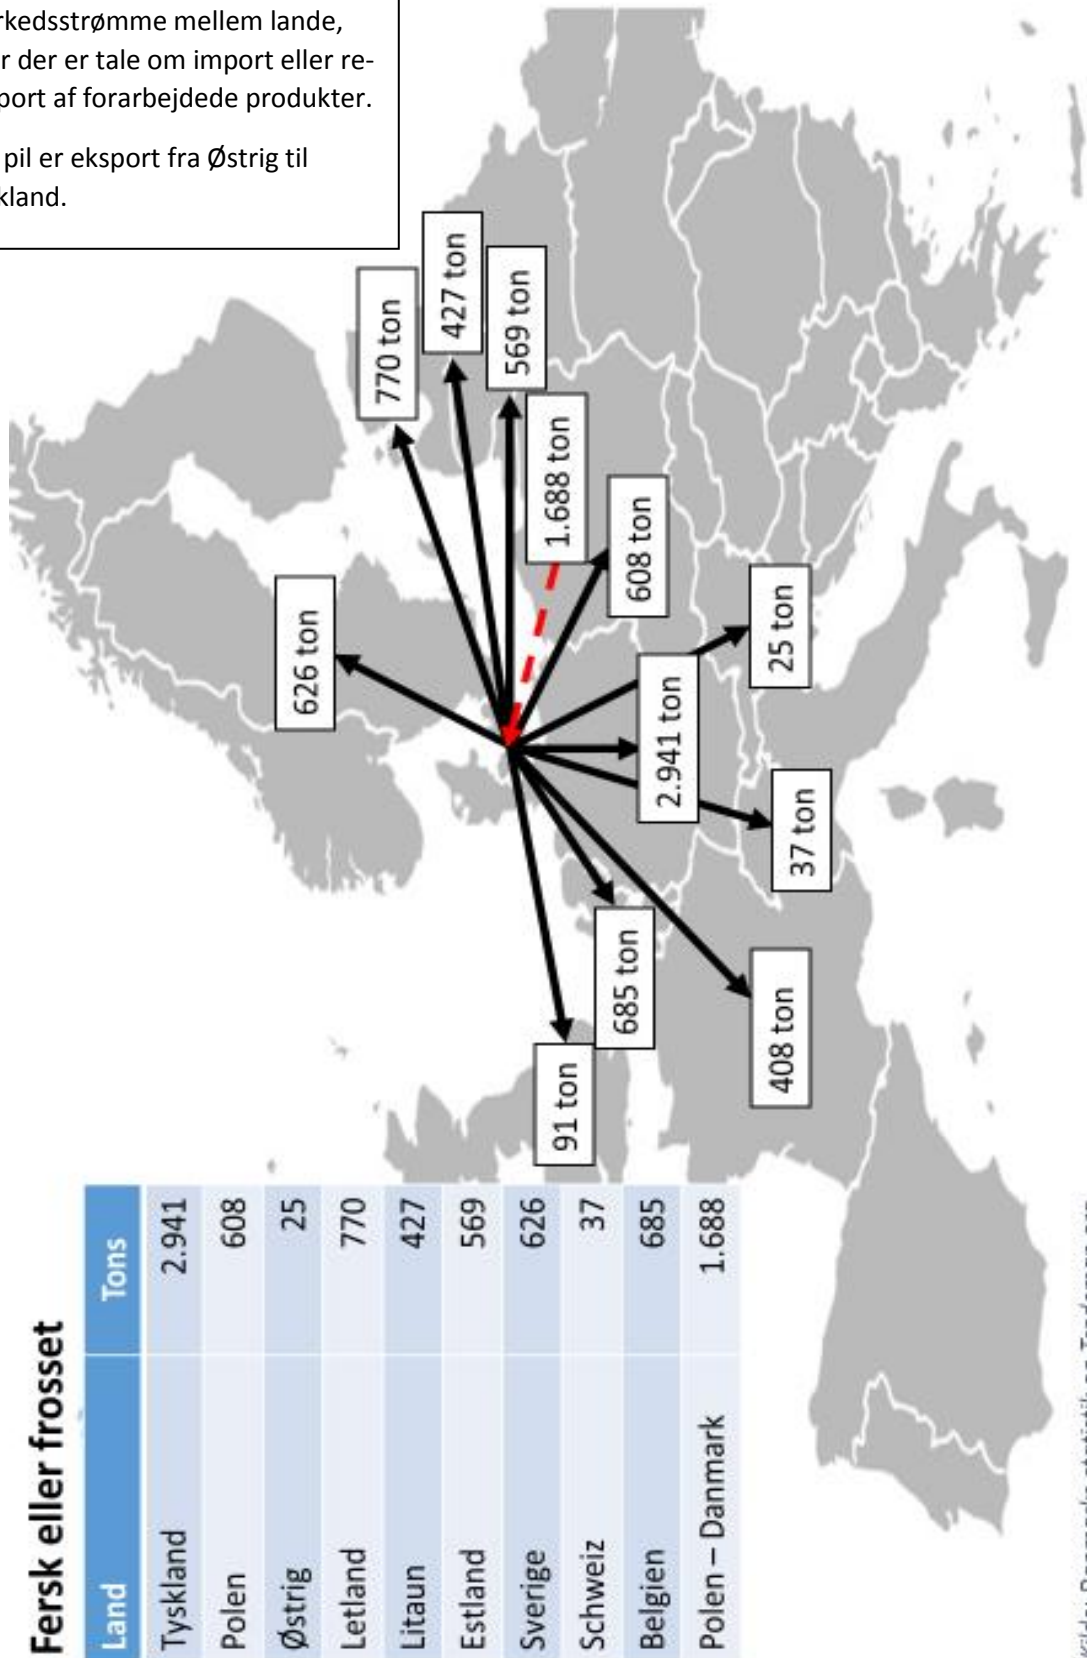 rkedsstrømme mellem lande,
r der er tale om import eller re-
port af forarbejdede produkter.
pil er eksport fra Østrig til
kland.
Fersk eller frosset
Land Tons
Tyskland 2.941
Polen 608
Østrig 25
Letland 770
Litaun 427
Estland 569
Sverige 626
Schweiz 37
Belgien 685
Polen – Danmark 1.688
626 ton
770 ton
427 ton
569 ton
1.688 ton
608 ton
25 ton
2.941 ton
37 ton
685 ton
91 ton
408 ton